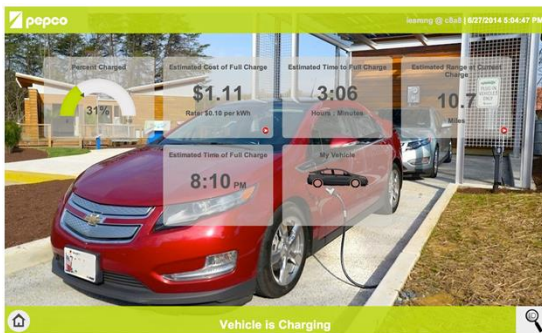 pepco
6/27/2014 5:04:47 PM
Percent Charged
31%
Estimated Cost of Full Charge
$1.11
Rate: $0.10 per kWh
Estimated Time to Full Charge
3:06
Hours : Minutes
Estimated Range at Current
Charge
10.7
Miles
Estimated Time of Full Charge
8:10 PM
My Vehicle
Vehicle is Charging